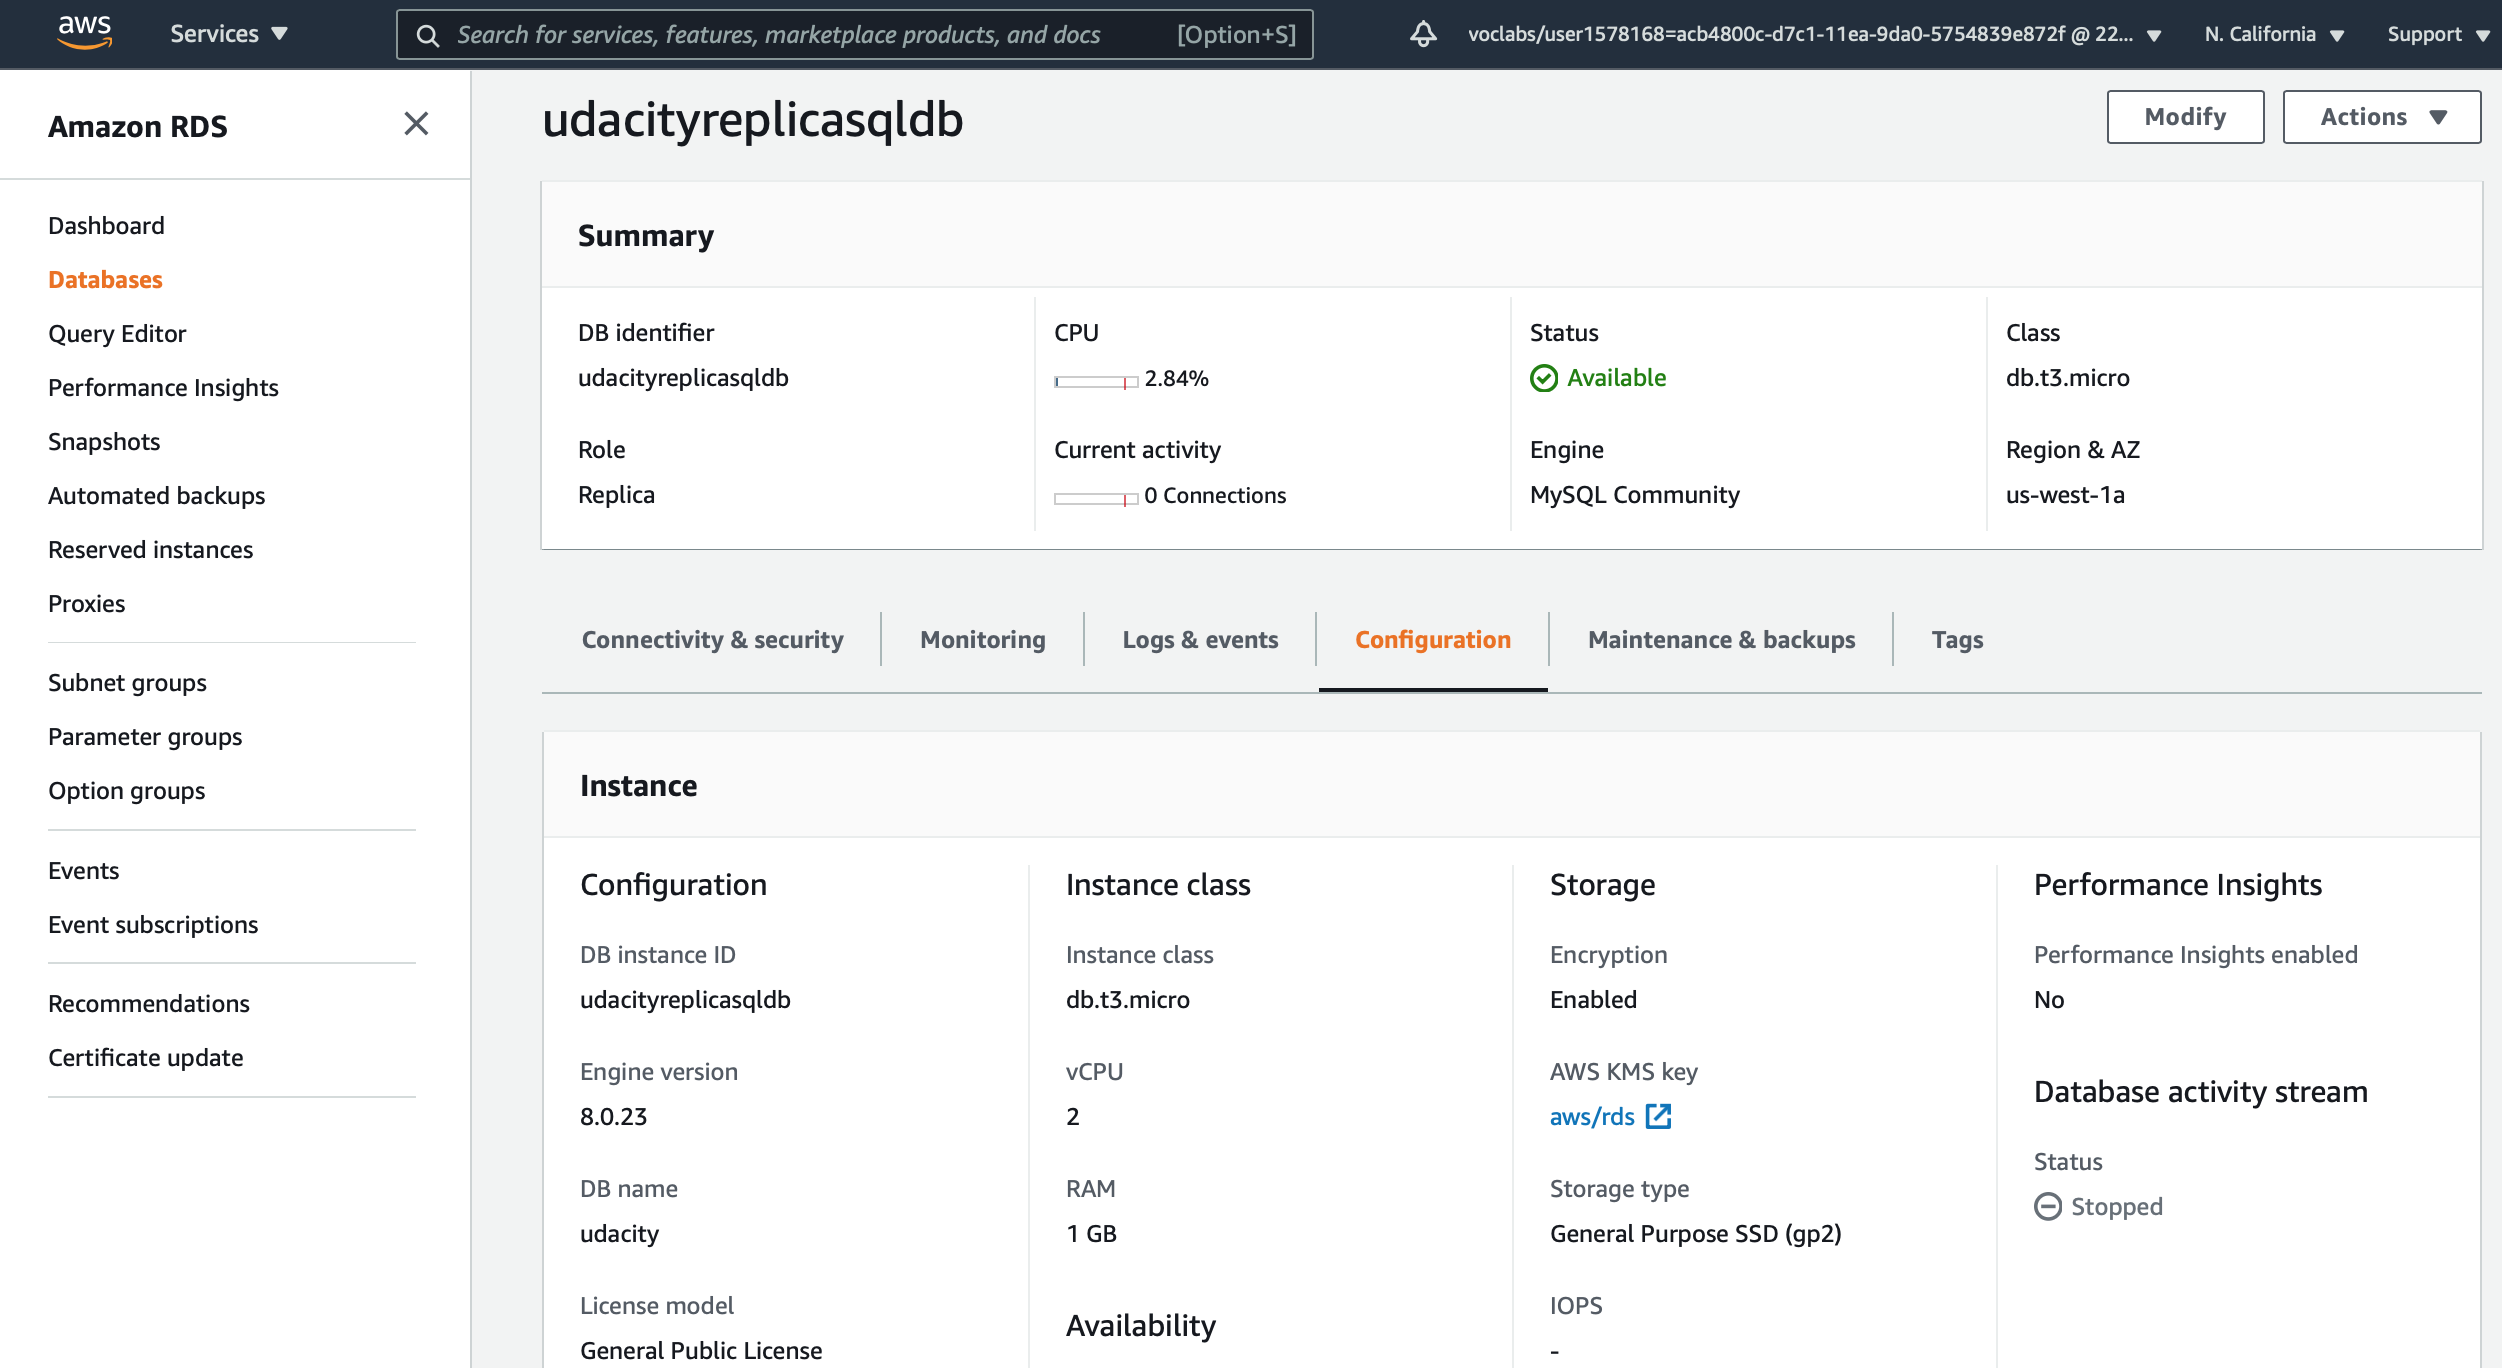 aws Services Search for services, features, marketplace products, and docs [Option+S] voclabs/user1578168=acb4800c-d7c1-11ea-9da0-5754839e872f @ 22... N. California Support
Amazon RDS
Dashboard
Databases
Query Editor
Performance Insights
Snapshots
Automated backups
Reserved instances
Proxies
Subnet groups
Parameter groups
Option groups
Events
Event subscriptions
Recommendations
Certificate update
udacityreplicasqldb
Modify Actions
Summary
DB identifier
udacityreplicasqldb
Role
Replica
CPU
2.84%
Current activity
0 Connections
Status
Available
Engine
MySQL Community
Class
db.t3.micro
Region & AZ
us-west-1a
Connectivity & security Monitoring Logs & events Configuration Maintenance & backups Tags
Instance
Configuration
DB instance ID
udacityreplicasqldb
Engine version
8.0.23
DB name
udacity
License model
General Public License
Instance class
Instance class
db.t3.micro
vCPU
2
RAM
1 GB
Availability
Storage
Encryption
Enabled
AWS KMS key
aws/rds
Storage type
General Purpose SSD (gp2)
IOPS
-
Performance Insights
Performance Insights enabled
No
Database activity stream
Status
Stopped